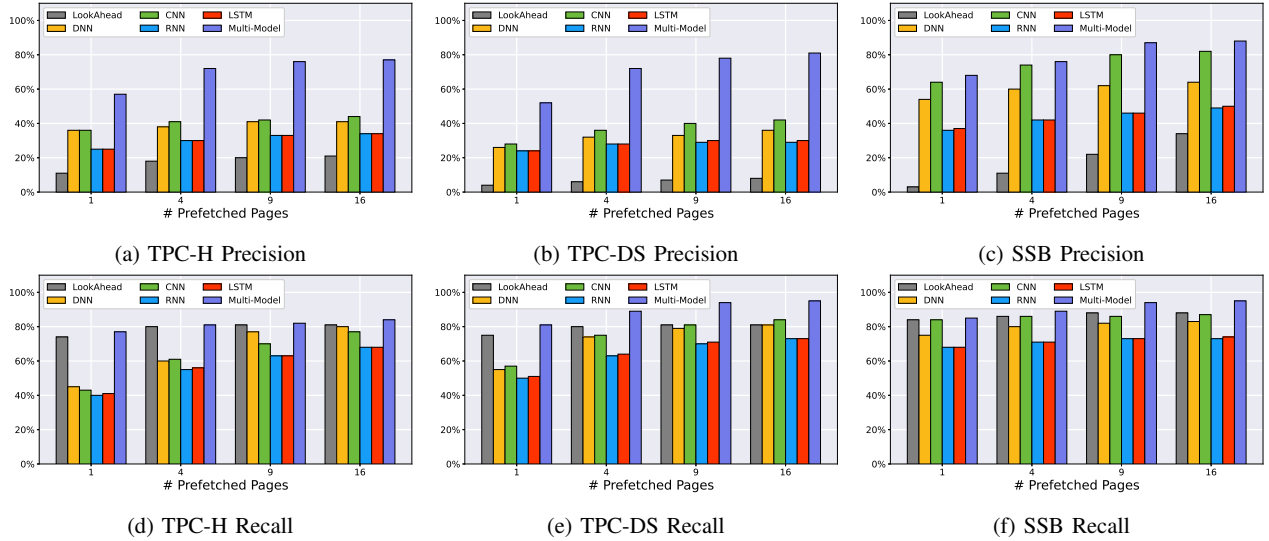 LookAhead CNN LSTM
DNN RNN Multi-Model
100%
80%
60%
40%
20%
0%
1 4 9 16
# Prefetched Pages
(a) TPC-H Precision
LookAhead CNN LSTM
DNN RNN Multi-Model
100%
80%
60%
40%
20%
0%
1 4 9 16
# Prefetched Pages
(b) TPC-DS Precision
LookAhead CNN LSTM
DNN RNN Multi-Model
100%
80%
60%
40%
20%
0%
1 4 9 16
# Prefetched Pages
(c) SSB Precision
LookAhead CNN LSTM
DNN RNN Multi-Model
100%
80%
60%
40%
20%
0%
1 4 9 16
# Prefetched Pages
(d) TPC-H Recall
LookAhead CNN LSTM
DNN RNN Multi-Model
100%
80%
60%
40%
20%
0%
1 4 9 16
# Prefetched Pages
(e) TPC-DS Recall
LookAhead CNN LSTM
DNN RNN Multi-Model
100%
80%
60%
40%
20%
0%
1 4 9 16
# Prefetched Pages
(f) SSB Recall